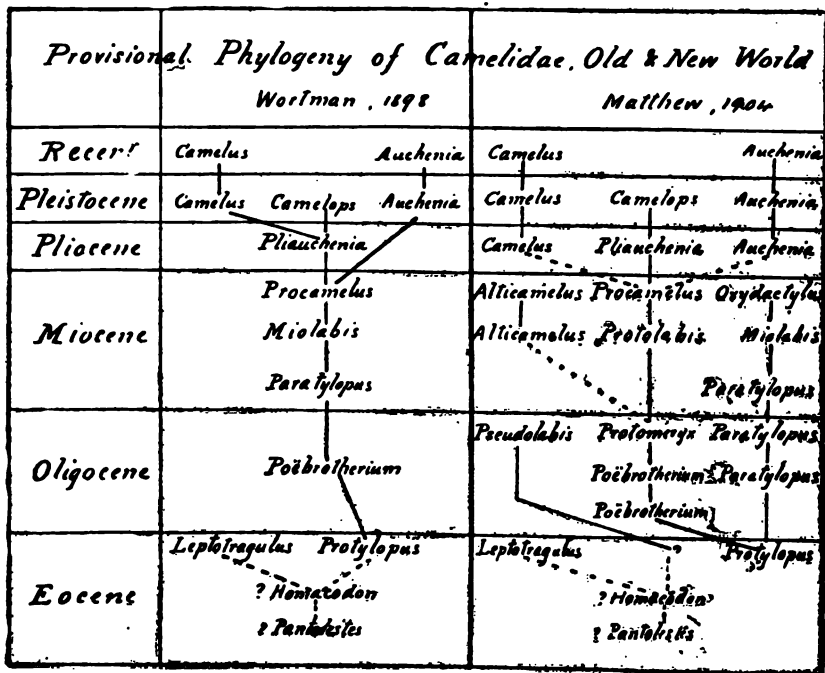 Provisional Phylogeny of Camelidae, Old & New World
Wortman, 1898 Matthew, 1904
Recent Camelus Auchenia Camelus Auchenia
Pleistocene Camelus Camelops Auchenia Camelus Camelops Auchenia
Pliocene Pliauchenia Camelus Pliauchenia Auchenia
Procamelus Alticamelus Procamelus Oxydactylus
Miocene Miolabis Alticamelus Protolabis Miolabis
Paratylopus Paratylopus
Pseudolabis Protomeryx Paratylopus
Oligocene Poëbrotherium Poëbrotherium Paratylopus
Poëbrotherium
Leptotragulus Protylopus Leptotragulus ? Protylopus
Eocene ? Homacodon ? Homacodon
? Pantolestes ? Pantolestes